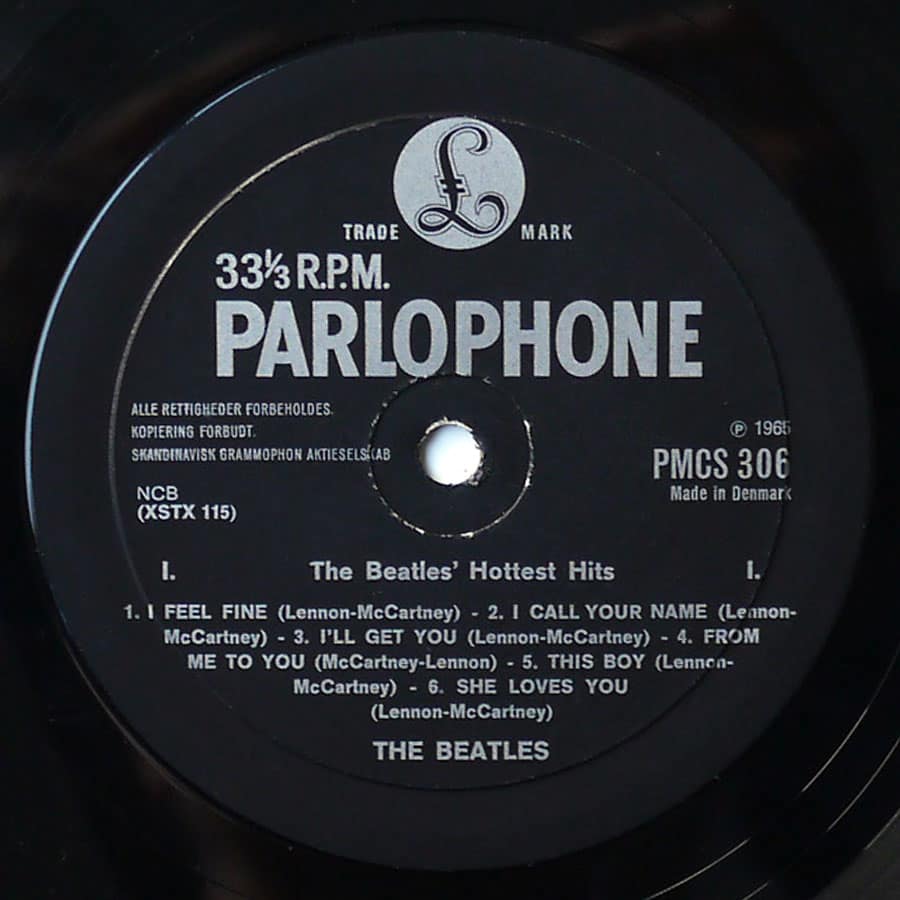 £
TRADE MARK
33⅓ R.P.M.
PARLOPHONE
ALLE RETTIGHEDER FORBEHOLDES.
KOPIERING FORBUDT.
SKANDINAVISK GRAMMOPHON AKTIESELSKAB
℗ 1965
PMCS 306
Made in Denmark
NCB
(XSTX 115)
I. The Beatles' Hottest Hits I.
1. I FEEL FINE (Lennon-McCartney) - 2. I CALL YOUR NAME (Lennon-
McCartney) - 3. I'LL GET YOU (Lennon-McCartney) - 4. FROM
ME TO YOU (McCartney-Lennon) - 5. THIS BOY (Lennon-
McCartney) - 6. SHE LOVES YOU
(Lennon-McCartney)
THE BEATLES